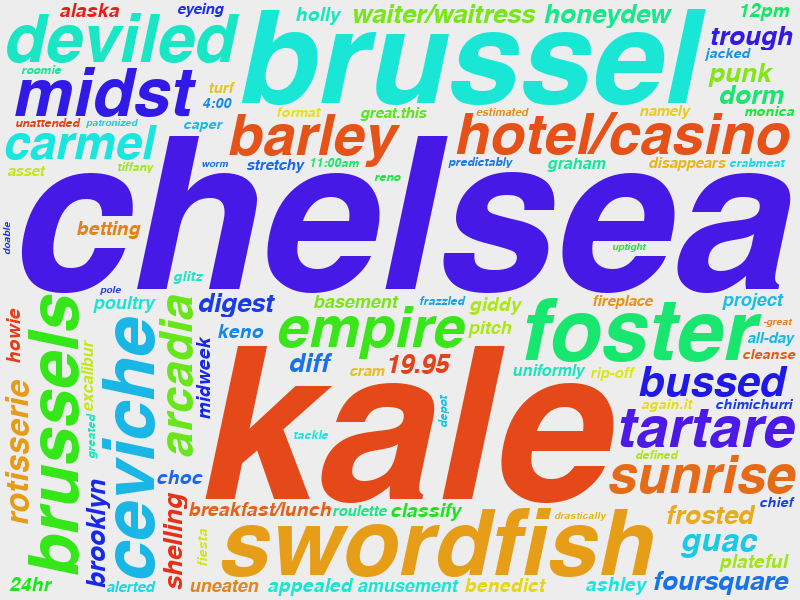 alaska
eyeing
holly
waiter/waitress
honeydew
12pm
deviled
brussel
trough
jacked
roomie
midst
turf
4:00
punk
dorm
format
great.this
estimated
namely
monica
unattended
patronized
caper
carmel
barley
hotel/casino
asset
tiffany
worm
stretchy
11:00am
reno
predictably
graham
disappears
crabmeat
chelsea
doable
betting
uptight
glitz
pole
poultry
digest
basement
frazzled
giddy
fireplace
project
howie
brussels
ceviche
arcadia
keno
empire
pitch
foster
-great
all-day
cleanse
excalibur
midweek
diff
cram
19.95
uniformly
rip-off
bussed
kale
depot
again.it
chimichurri
rotisserie
greated
tackle
tartare
defined
sunrise
choc
brooklyn
shelling
breakfast/lunch
roulette
classify
drastically
chief
frosted
fiesta
swordfish
guac
plateful
24hr
alerted
uneaten
appealed
amusement
benedict
ashley
foursquare